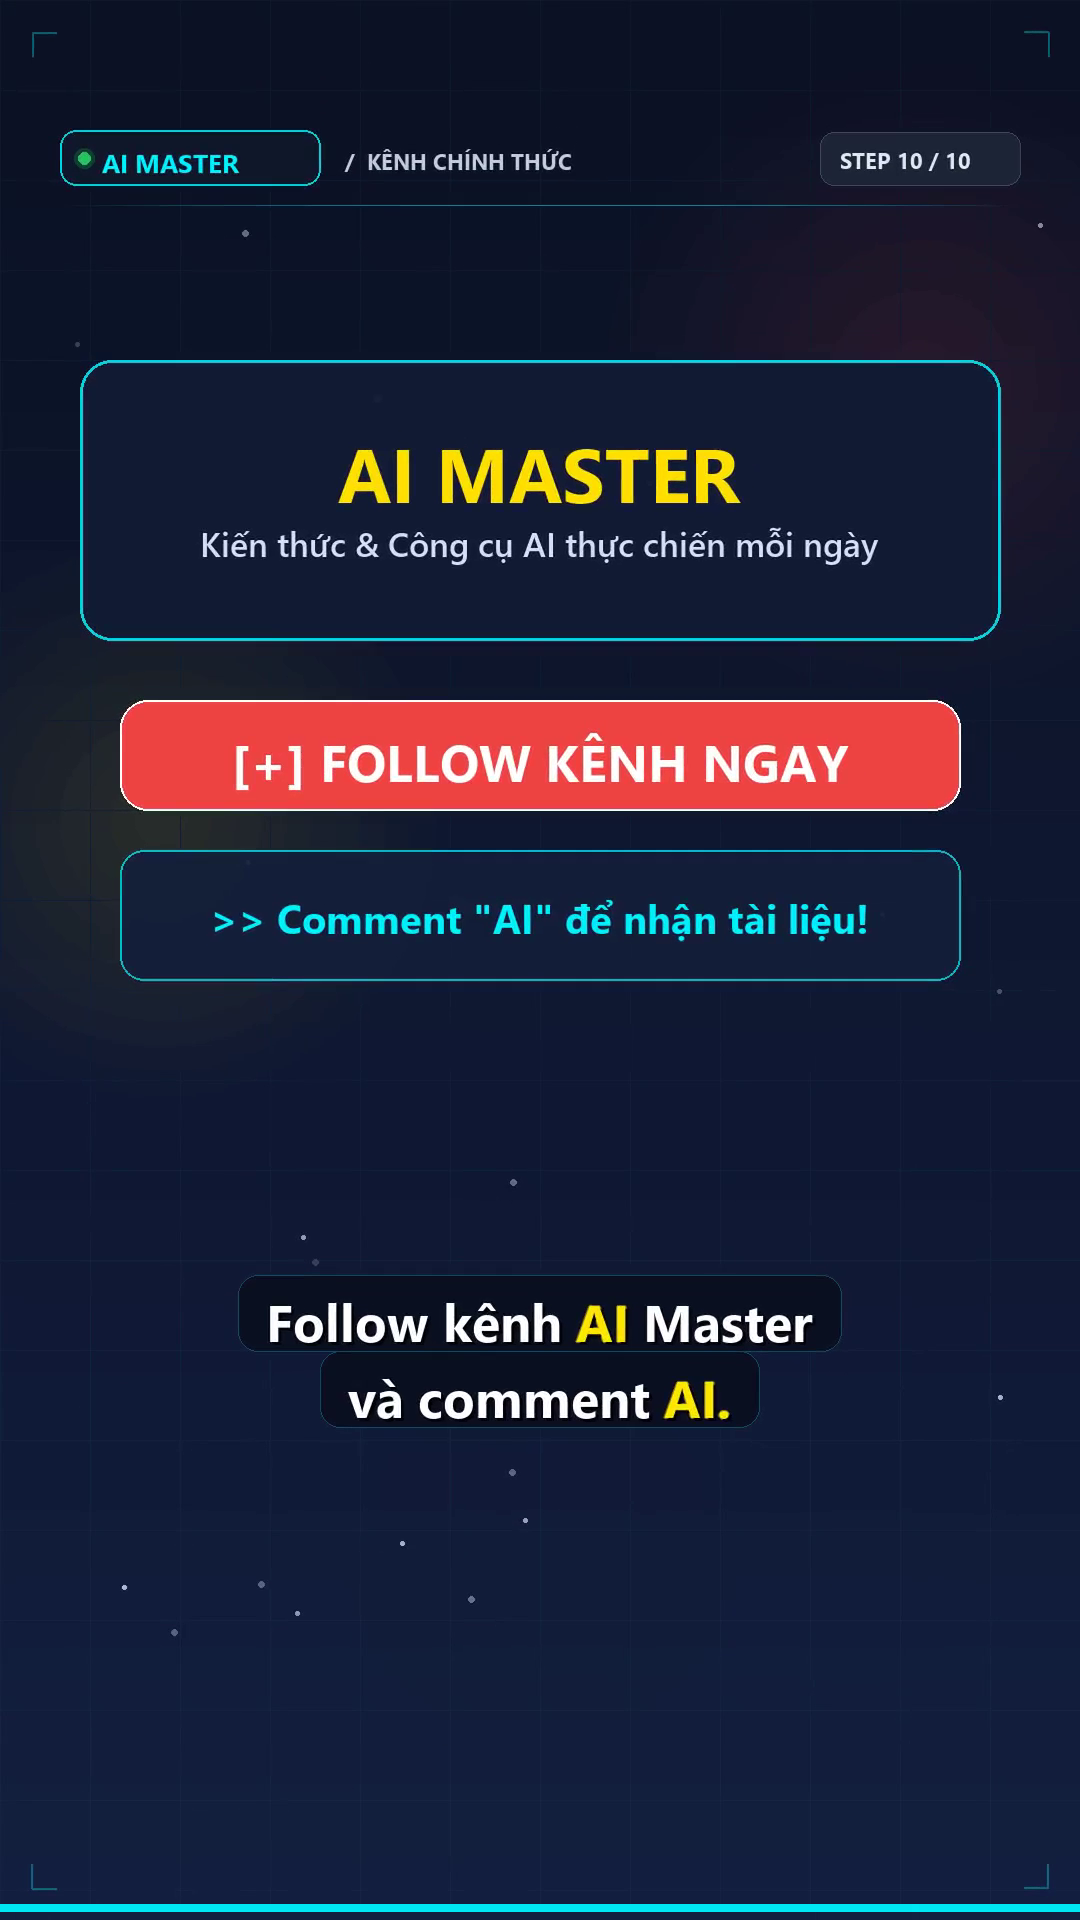 AI MASTER
/ KÊNH CHÍNH THỨC
STEP 10 / 10
AI MASTER
Kiến thức & Công cụ AI thực chiến mỗi ngày
[+] FOLLOW KÊNH NGAY
>> Comment "AI" để nhận tài liệu!
Follow kênh AI Master
và comment AI.